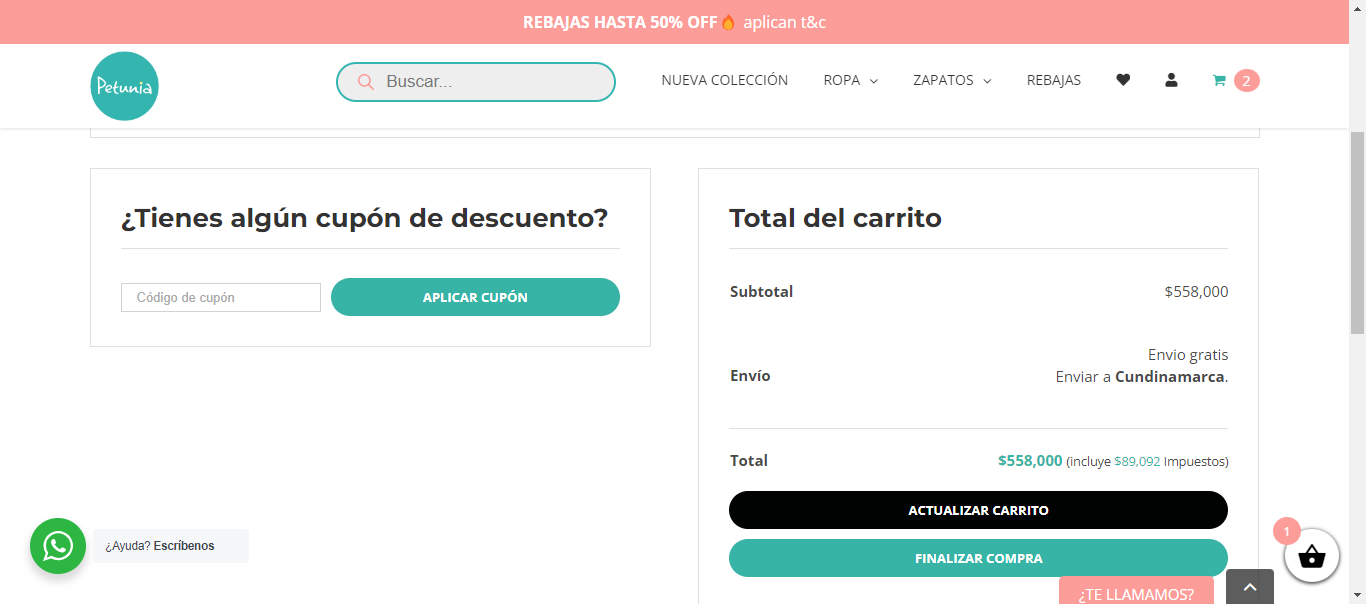 REBAJAS HASTA 50% OFF🔥 aplican t&c
Petunia
Buscar...
NUEVA COLECCIÓN
ROPA
ZAPATOS
REBAJAS
2
¿Tienes algún cupón de descuento?
Código de cupón
APLICAR CUPÓN
Total del carrito
Subtotal $558,000
Envio gratis
Envío
Enviar a Cundinamarca.
Total $558,000 (incluye $89,092 Impuestos)
ACTUALIZAR CARRITO
FINALIZAR COMPRA
¿Ayuda? Escríbenos
1
¿TE LLAMAMOS?